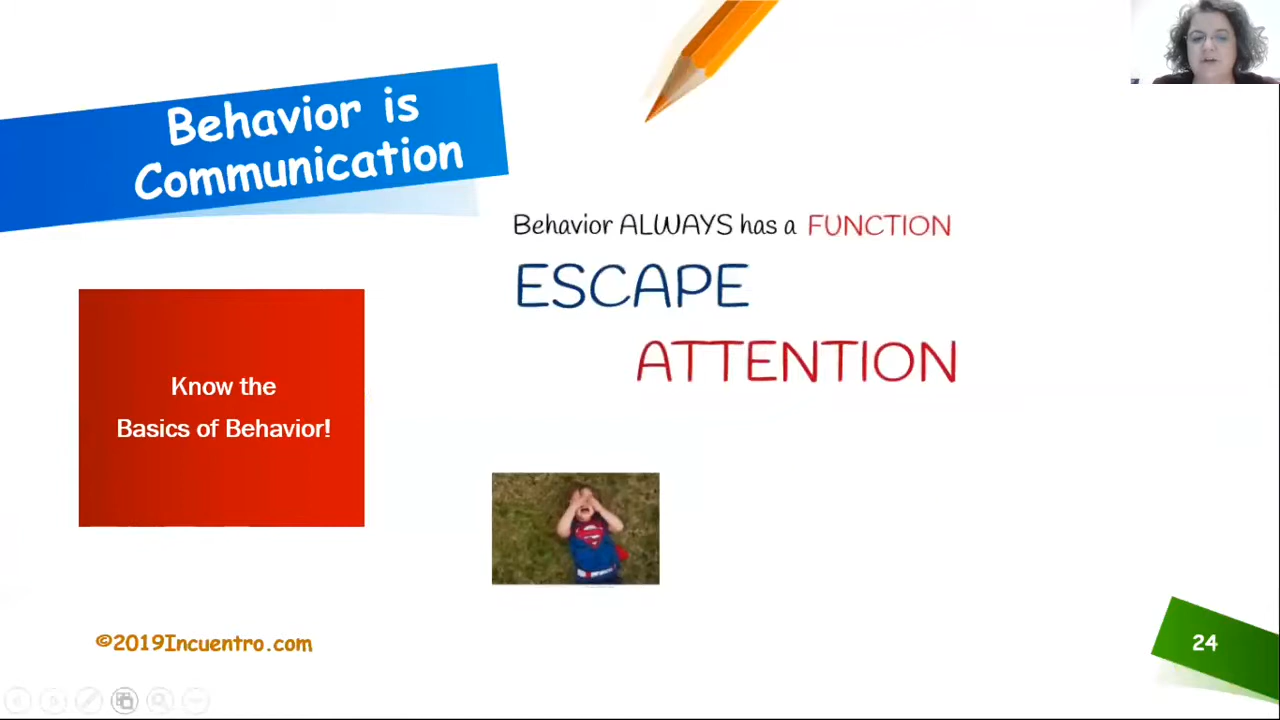 Behavior is
Communication
Behavior ALWAYS has a FUNCTION
ESCAPE
ATTENTION
Know the
Basics of Behavior!
©2019Incuentro.com
24